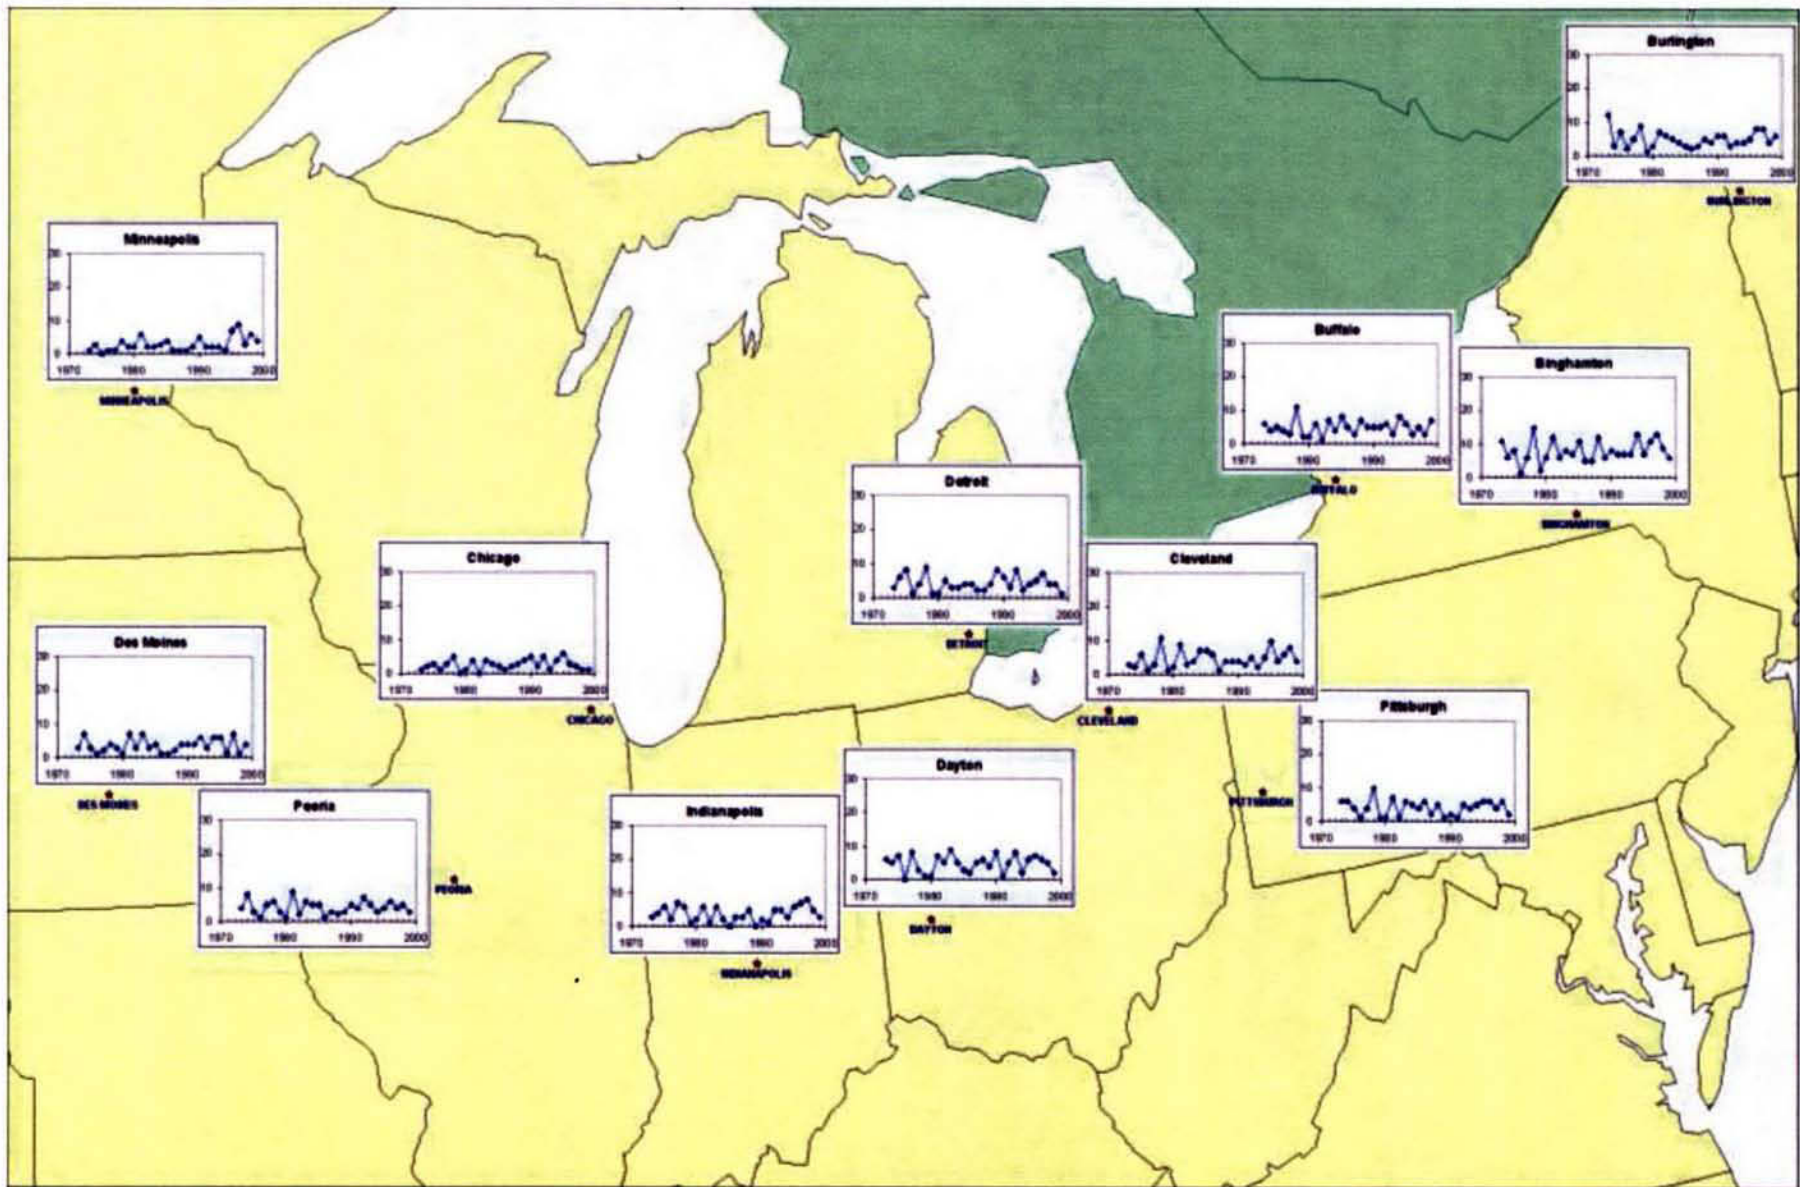 Burlington
30
20
10
0
1970 1980 1990 2000
BURLINGTON
Minneapolis
30
20
10
0
1970 1980 1990 2000
MINNEAPOLIS
Buffalo
30
20
10
0
1970 1980 1990 2000
BUFFALO
Binghamton
30
20
10
0
1970 1980 1990 2000
BINGHAMTON
Detroit
30
20
10
0
1970 1980 1990 2000
DETROIT
Chicago
30
20
10
0
1970 1980 1990 2000
CHICAGO
Cleveland
30
20
10
0
1970 1980 1990 2000
CLEVELAND
Des Moines
30
20
10
0
1970 1980 1990 2000
DES MOINES
Pittsburgh
30
20
10
0
1970 1980 1990 2000
PITTSBURGH
Dayton
30
20
10
0
1970 1980 1990 2000
DAYTON
Peoria
30
20
10
0
1970 1980 1990 2000
PEORIA
Indianapolis
30
20
10
0
1970 1980 1990 2000
INDIANAPOLIS